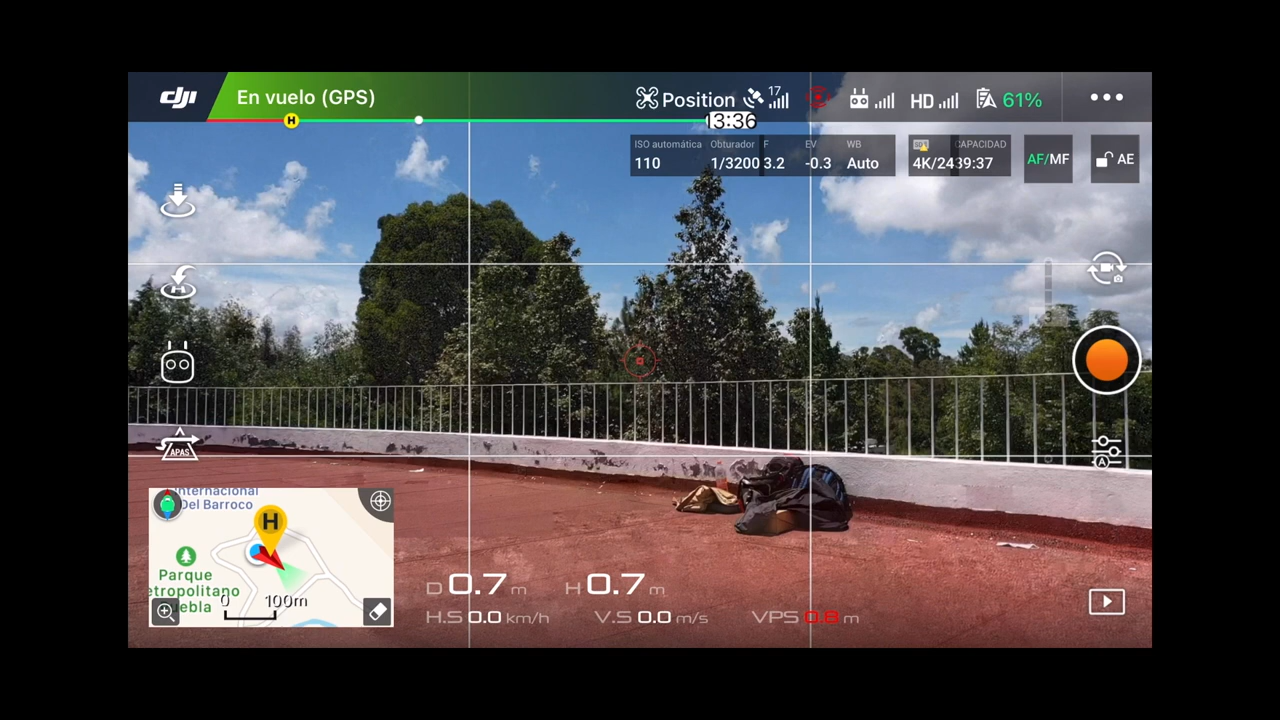 dji
En vuelo (GPS)
Position
17
HD
61%
H
13:36
ISO automática
110
Obturador
1/3200
F
3.2
EV
-0.3
WB
Auto
CAPACIDAD
4K/24
39:37
AF/MF
AE
H
APAS
A
nternacional
Del Barroco
H
Parque
etropolitano
uebla
0 100m
D 0.7 m
H 0.7 m
H.S 0.0 km/h
V.S 0.0 m/s
VPS 0.8 m